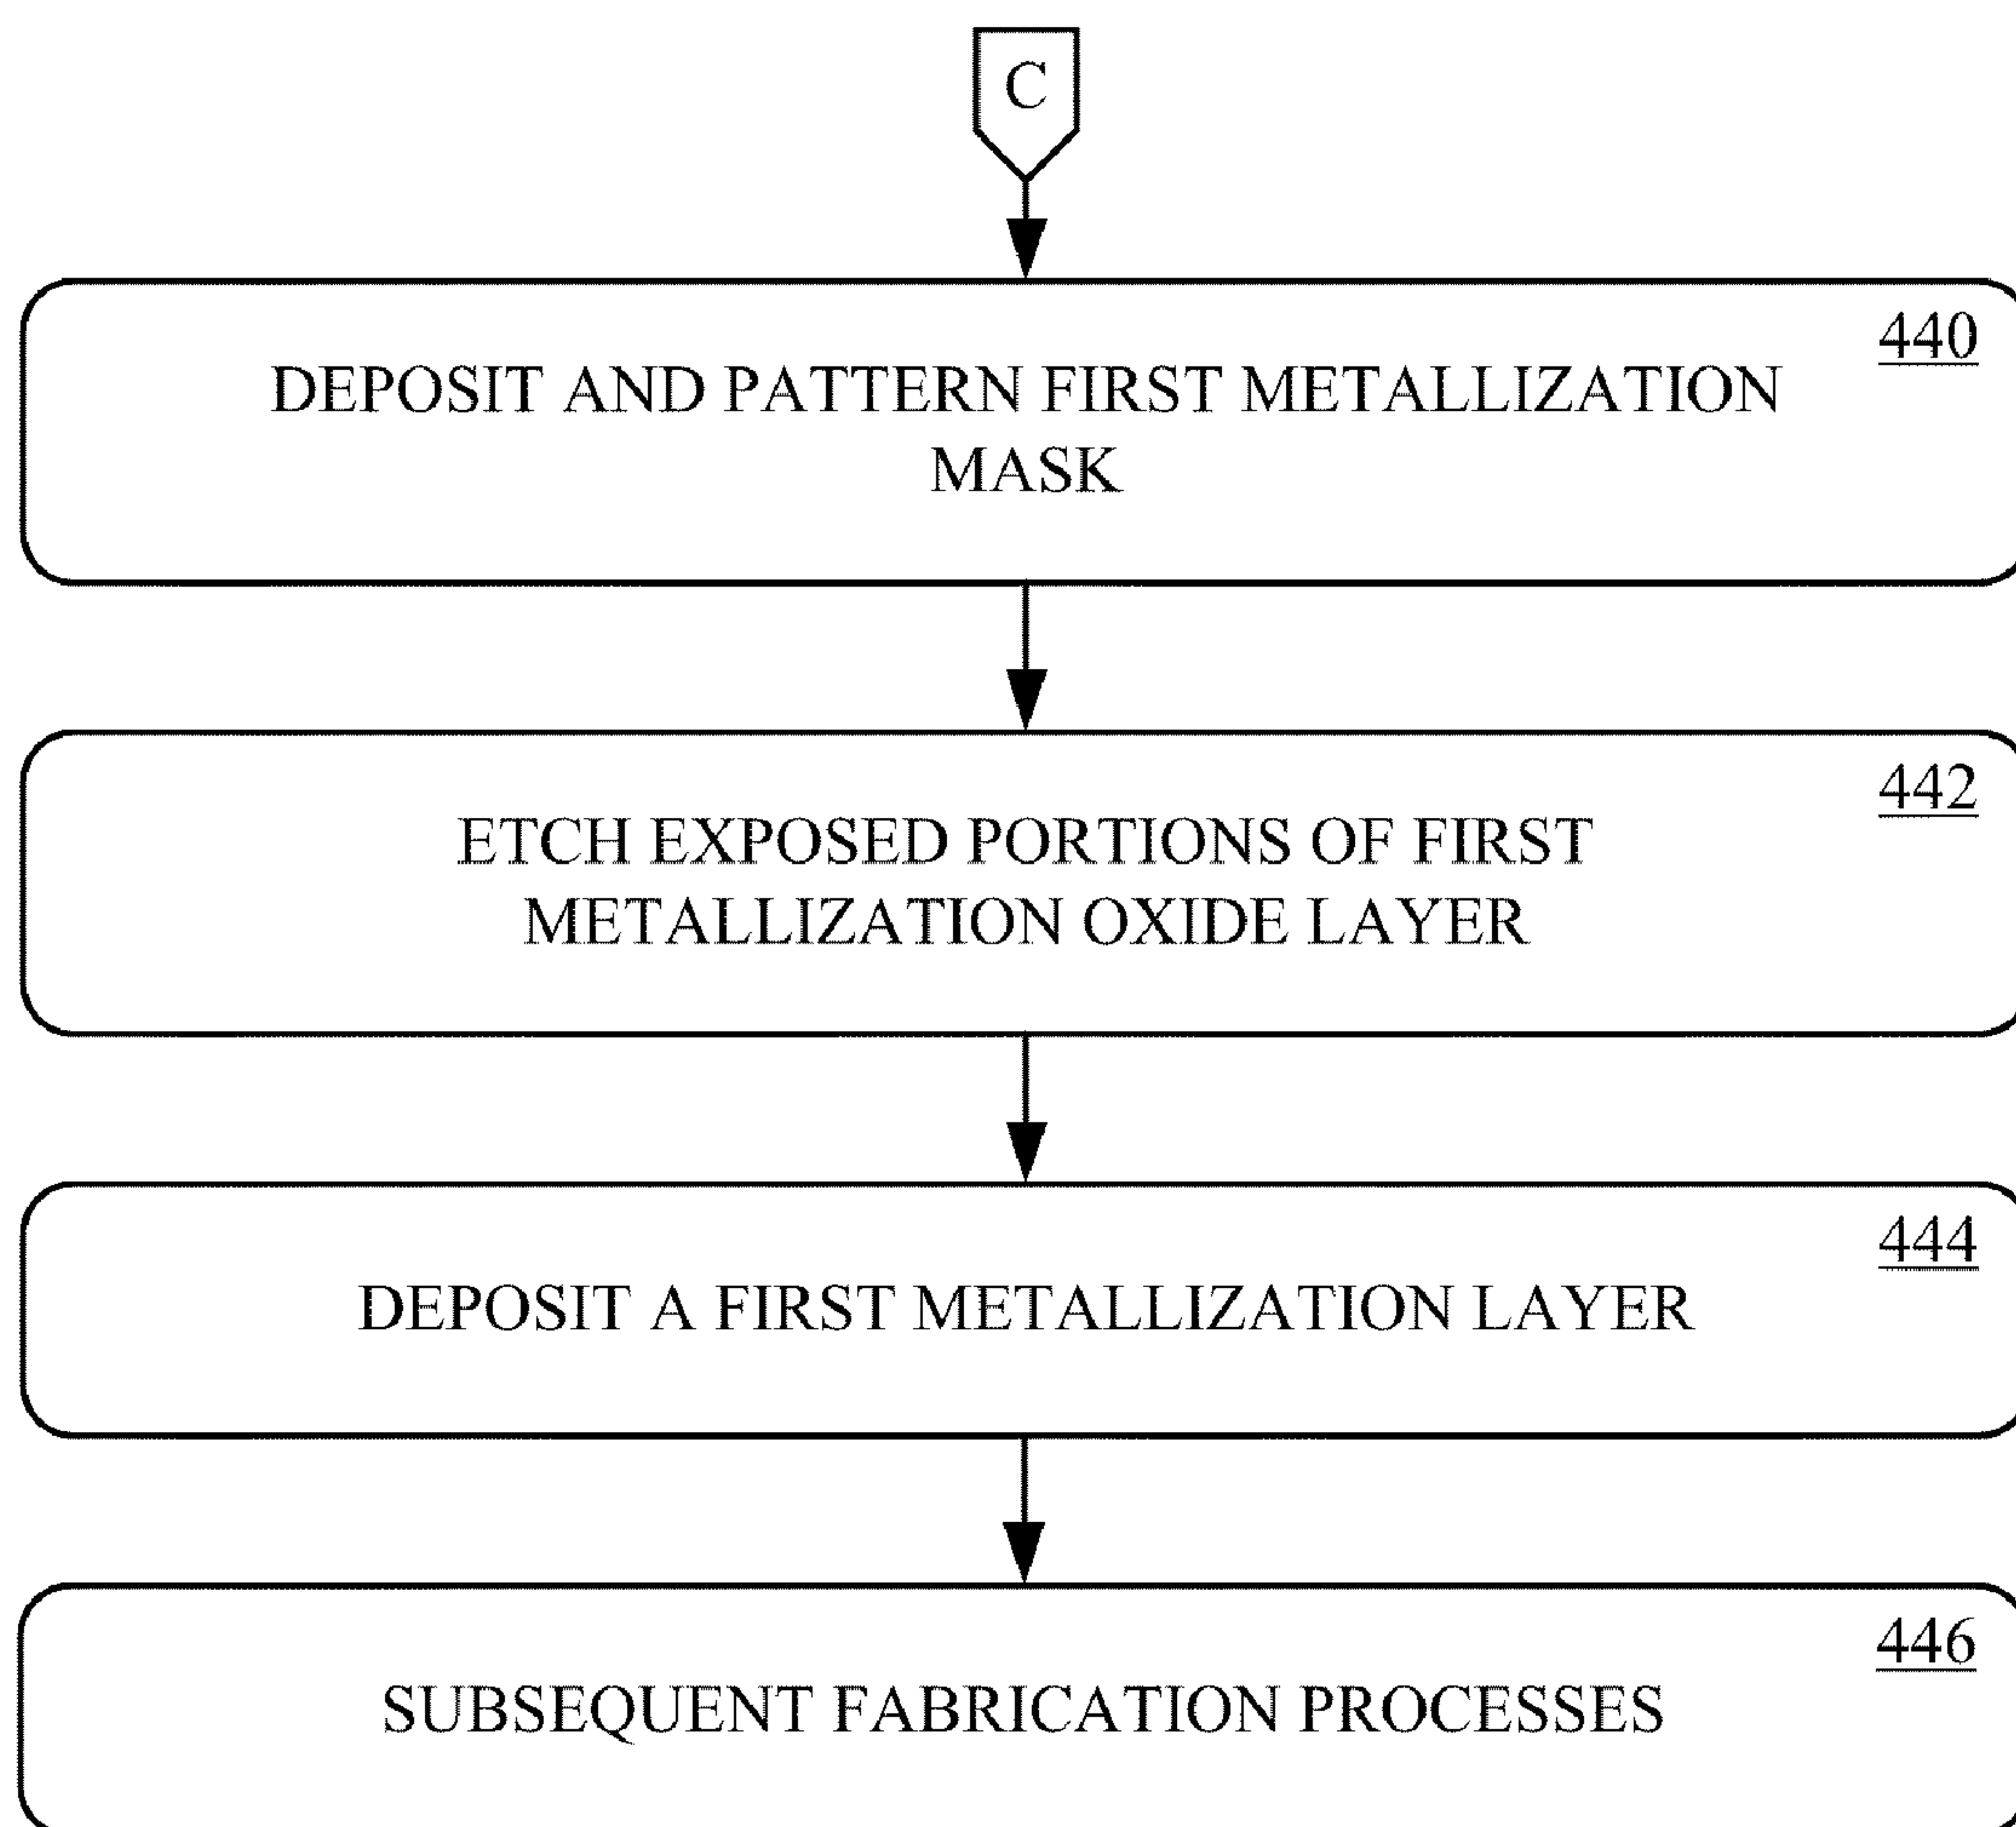 C
440
DEPOSIT AND PATTERN FIRST METALLIZATION
MASK
442
ETCH EXPOSED PORTIONS OF FIRST
METALLIZATION OXIDE LAYER
444
DEPOSIT A FIRST METALLIZATION LAYER
446
SUBSEQUENT FABRICATION PROCESSES